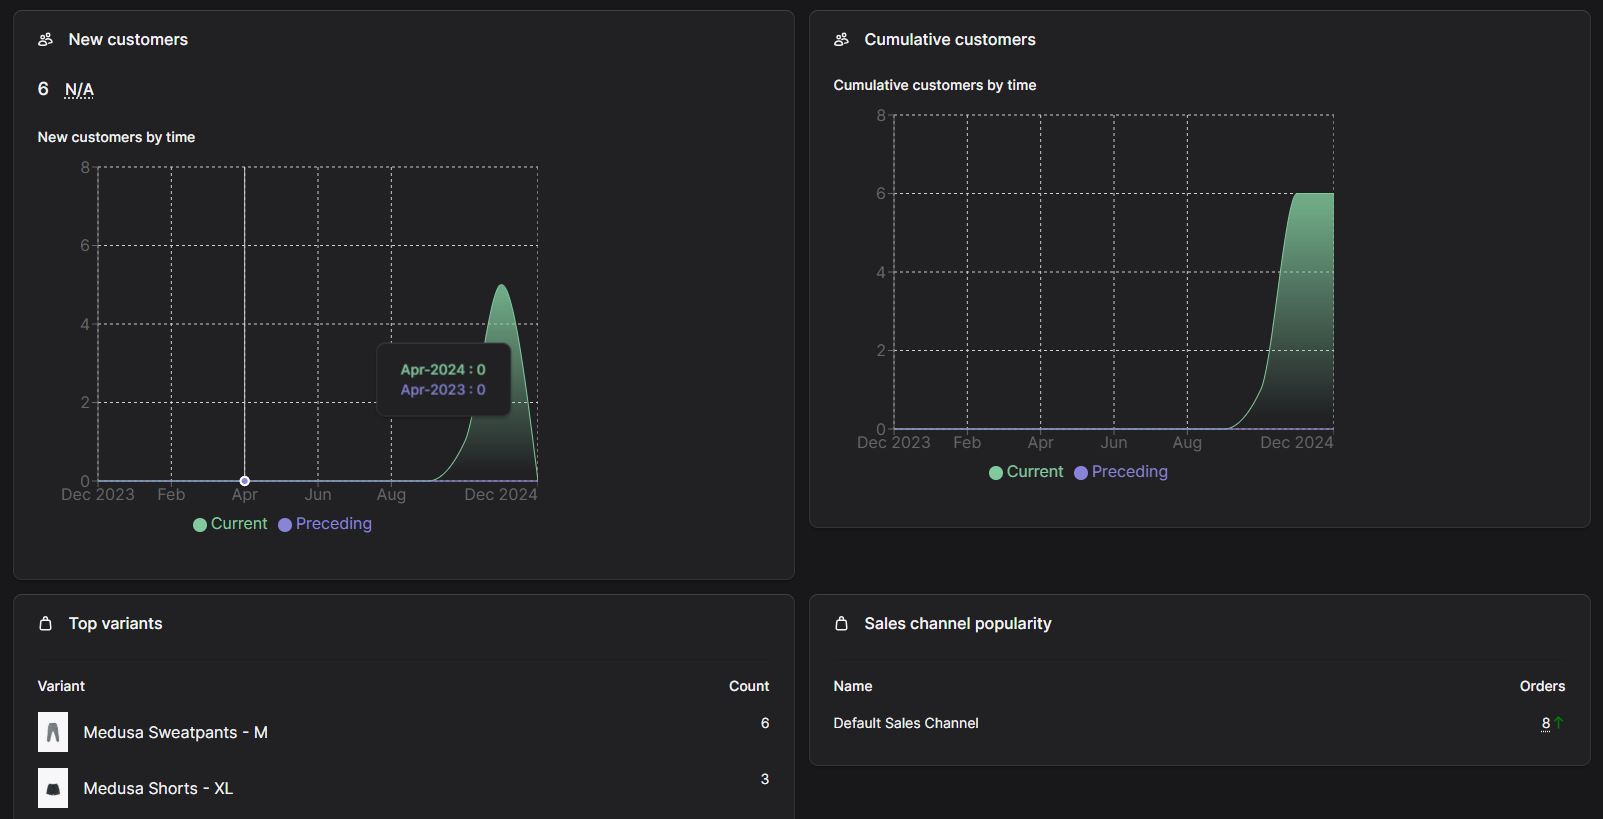 New customers
6 N/A
New customers by time
8
6
4
2
0
Dec 2023 Feb Apr Jun Aug Dec 2024
Apr-2024 : 0
Apr-2023 : 0
Current Preceding
Cumulative customers
Cumulative customers by time
8
6
4
2
0
Dec 2023 Feb Apr Jun Aug Dec 2024
Current Preceding
Top variants
Variant Count
Medusa Sweatpants - M 6
Medusa Shorts - XL 3
Sales channel popularity
Name Orders
Default Sales Channel 8↑